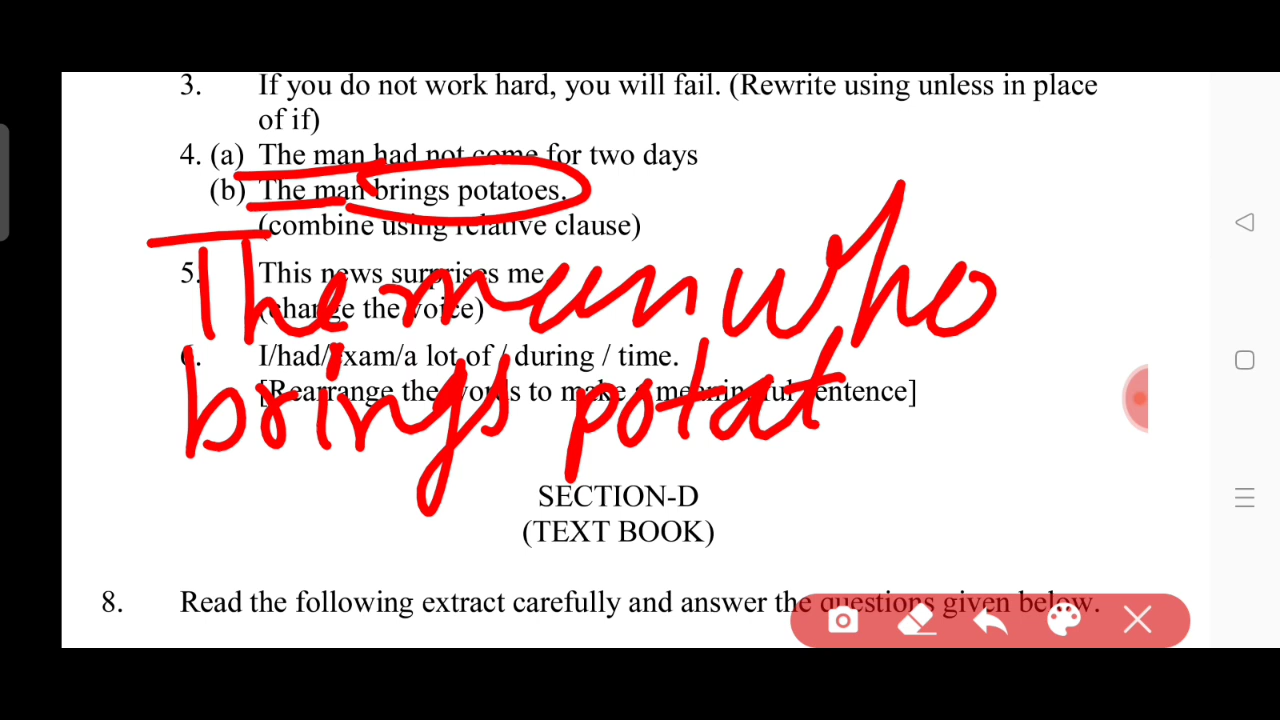 3. If you do not work hard, you will fail. (Rewrite using unless in place
of if)
4. (a) The man had not come for two days
(b) The man brings potatoes.
(combine using relative clause)
5. This news surprises me
(change the voice)
The man who
6. I/had/exam/a lot of / during / time.
[Rearrange the words to make a meaningful sentence]
brings potat
SECTION-D
(TEXT BOOK)
8. Read the following extract carefully and answer the questions given below.